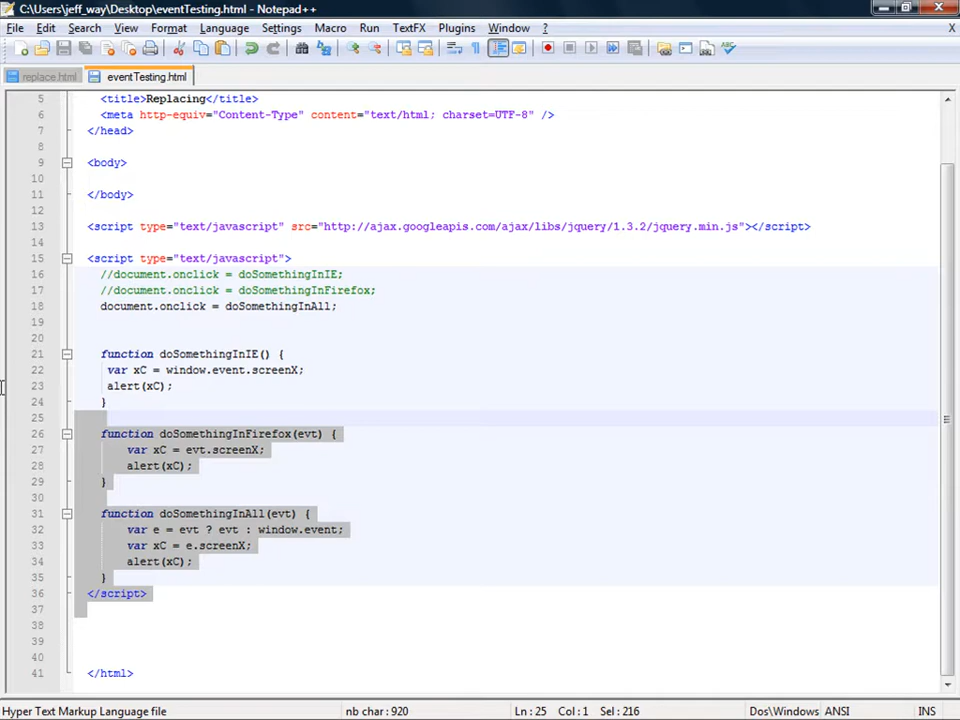 C:\Users\jeff_way\Desktop\eventTesting.html - Notepad++
File Edit Search View Format Language Settings Macro Run TextFX Plugins Window ? X
replace.html eventTesting.html
5 <title>Replacing</title>
6 <meta http-equiv="Content-Type" content="text/html; charset=UTF-8" />
7 </head>
8
9 <body>
10
11 </body>
12
13 <script type="text/javascript" src="http://ajax.googleapis.com/ajax/libs/jquery/1.3.2/jquery.min.js"></script>
14
15 <script type="text/javascript">
16 //document.onclick = doSomethingInIE;
17 //document.onclick = doSomethingInFirefox;
18 document.onclick = doSomethingInAll;
19
20
21 function doSomethingInIE() {
22 var xC = window.event.screenX;
23 alert(xC);
24 }
25
26 function doSomethingInFirefox(evt) {
27 var xC = evt.screenX;
28 alert(xC);
29 }
30
31 function doSomethingInAll(evt) {
32 var e = evt ? evt : window.event;
33 var xC = e.screenX;
34 alert(xC);
35 }
36 </script>
37
38
39
40
41 </html>
Hyper Text Markup Language file nb char : 920 Ln : 25 Col : 1 Sel : 216 Dos\Windows ANSI INS